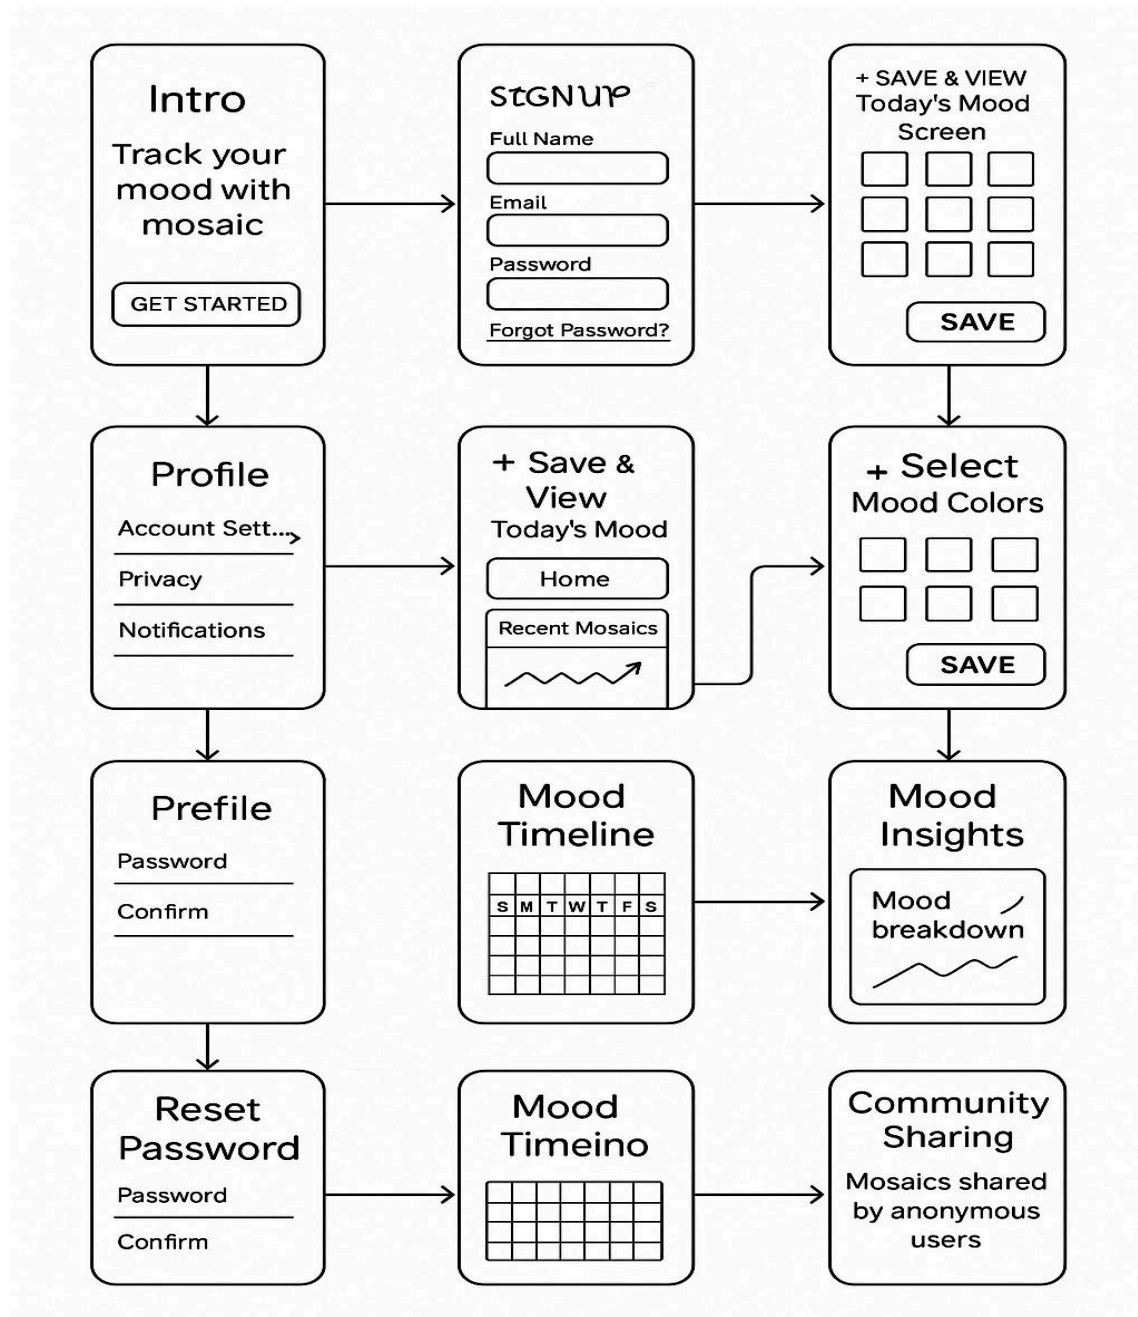 Intro
Track your
mood with
mosaic
GET STARTED
SIGNUP
Full Name
Email
Password
Forgot Password?
+ SAVE & VIEW
Today's Mood
Screen
SAVE
Profile
Account Sett...
Privacy
Notifications
+ Save &
View
Today's Mood
Home
Recent Mosaics
+ Select
Mood Colors
SAVE
Prefile
Password
Confirm
Mood
Timeline
S M T W T F S
Mood
Insights
Mood
breakdown
Reset
Password
Password
Confirm
Mood
Timeino
Community
Sharing
Mosaics shared
by anonymous
users